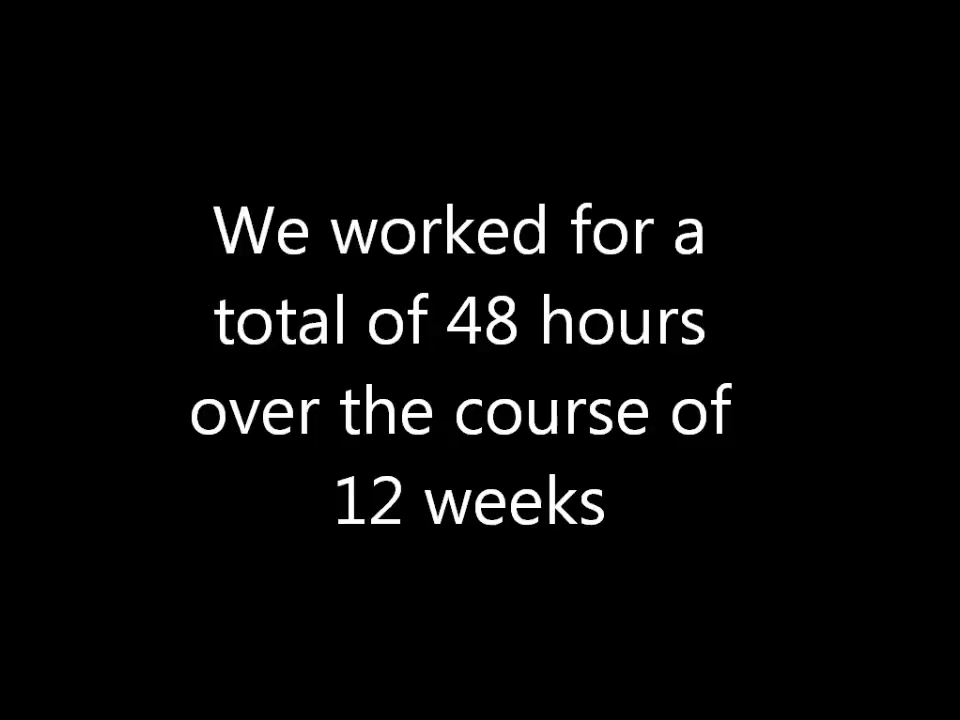 We worked for a
total of 48 hours
over the course of
12 weeks